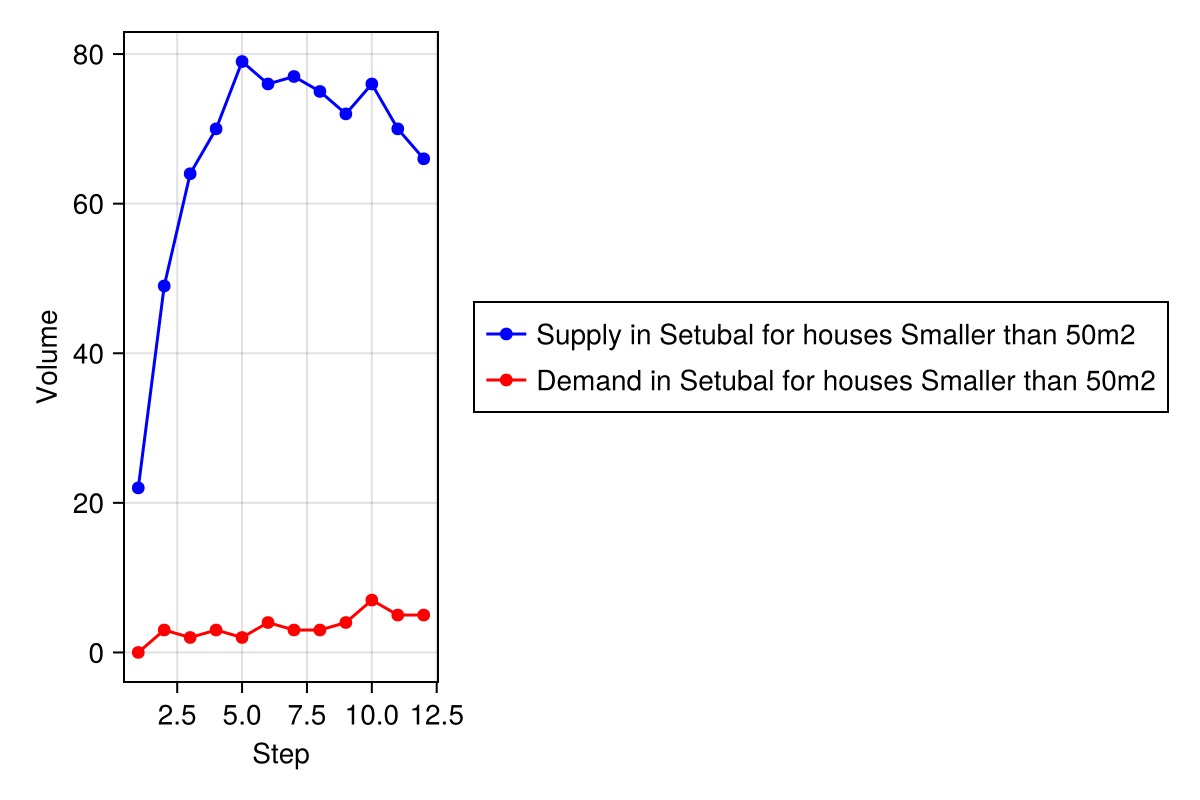 80
60
40
20
0
Volume
2.5 5.0 7.5 10.0 12.5
Step
Supply in Setubal for houses Smaller than 50m2
Demand in Setubal for houses Smaller than 50m2